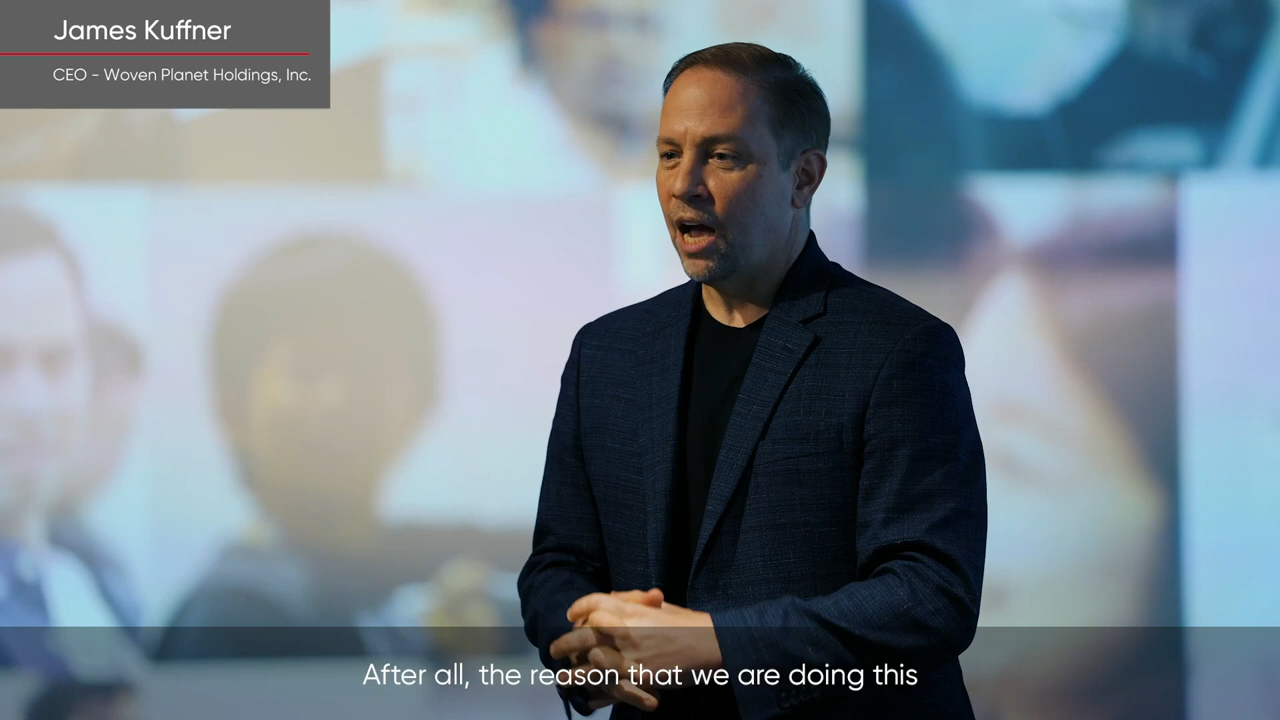 James Kuffner
CEO - Woven Planet Holdings, Inc.
After all, the reason that we are doing this